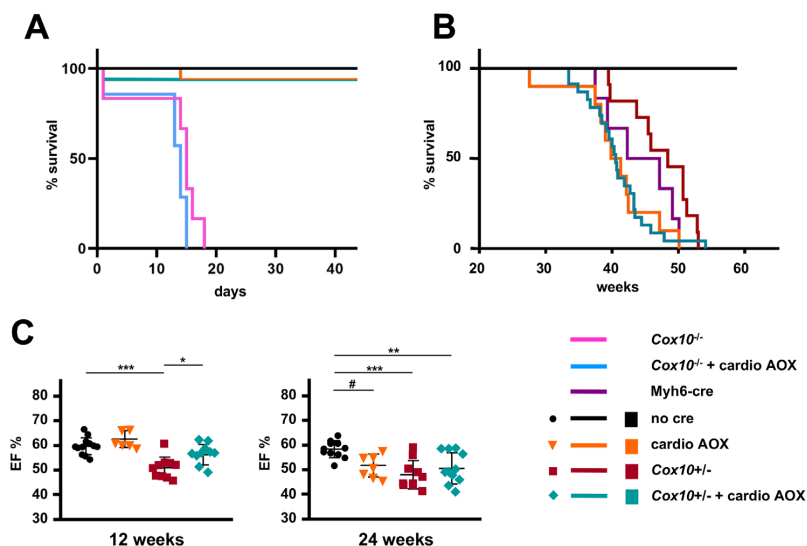 A
B
100
50
0
% survival
0
10
20
30
40
days
100
50
0
% survival
20
30
40
50
60
weeks
C
***
*
80
70
60
50
40
30
EF %
12 weeks
**
***
#
80
70
60
50
40
30
EF %
24 weeks
Cox10-/-
Cox10-/- + cardio AOX
Myh6-cre
no cre
cardio AOX
Cox10+/-
Cox10+/- + cardio AOX